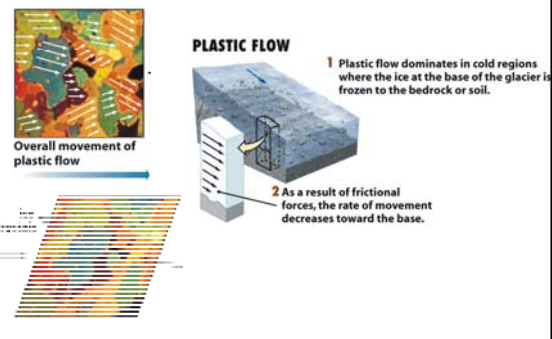 PLASTIC FLOW
1 Plastic flow dominates in cold regions
where the ice at the base of the glacier is
frozen to the bedrock or soil.
Overall movement of
plastic flow
2 As a result of frictional
forces, the rate of movement
decreases toward the base.